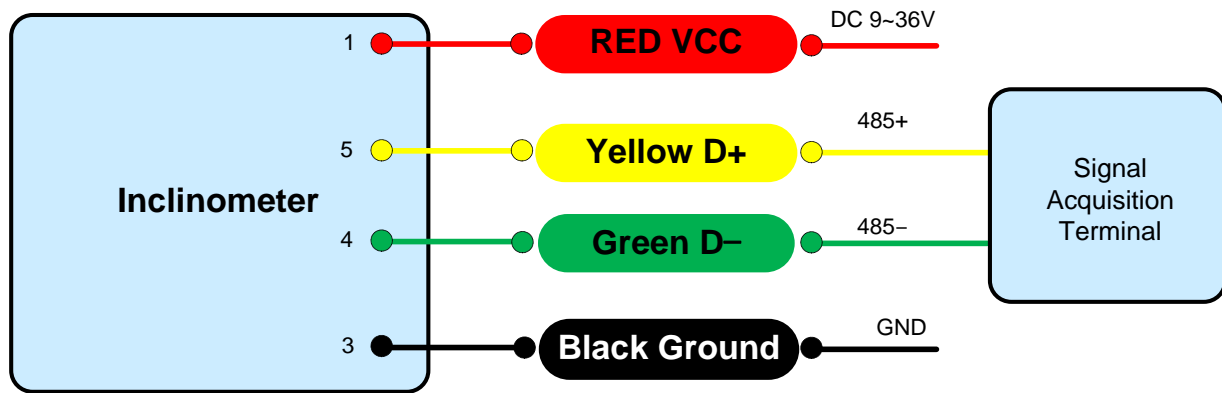 1
RED VCC
DC 9~36V
5
Yellow D+
485+
Inclinometer
Signal
Acquisition
Terminal
4
Green D−
485−
3
Black Ground
GND